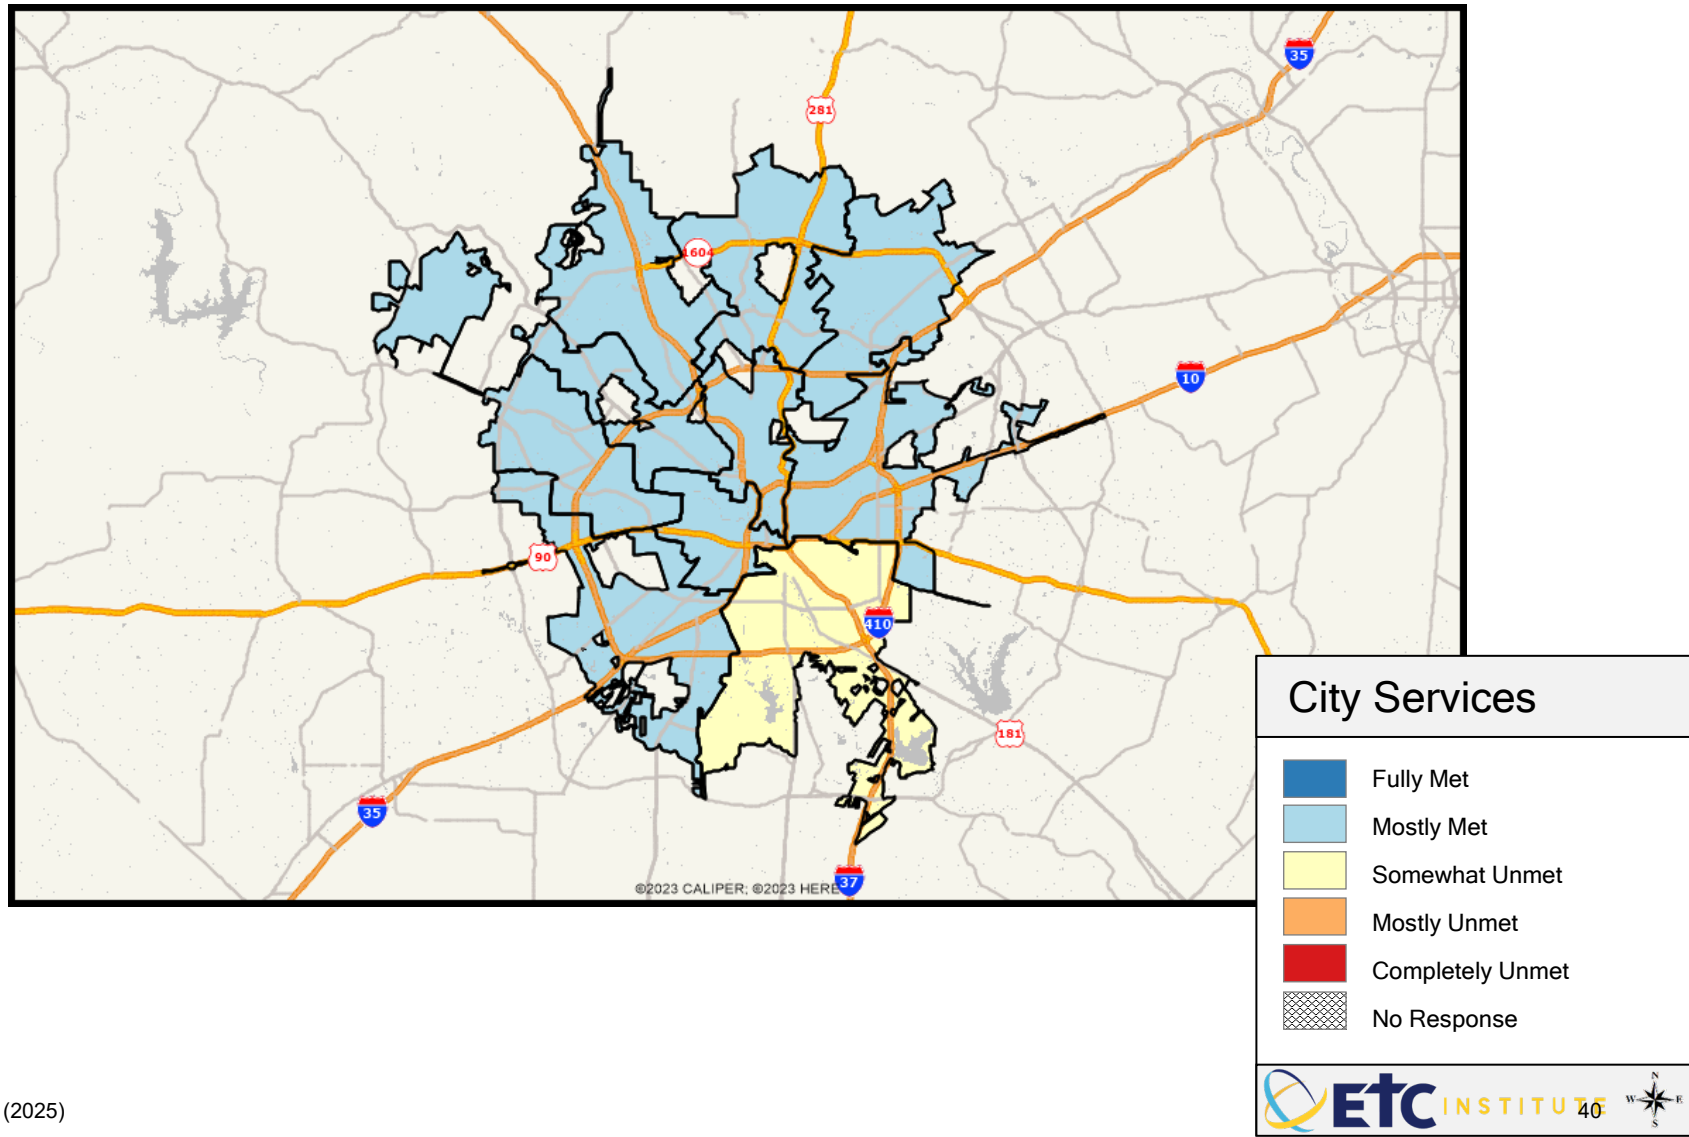 35
281
1604
10
90
410
181
35
37
©2023 CALIPER; ©2023 HERE
City Services
Fully Met
Mostly Met
Somewhat Unmet
Mostly Unmet
Completely Unmet
No Response
N
W E
S
ETC INSTITUTE
40
(2025)